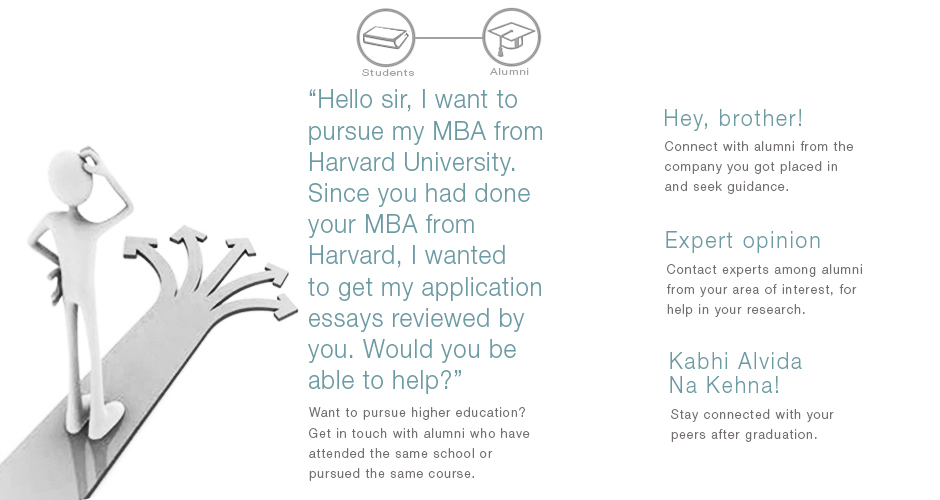 Students
Alumni
“Hello sir, I want to
pursue my MBA from
Harvard University.
Since you had done
your MBA from
Harvard, I wanted
to get my application
essays reviewed by
you. Would you be
able to help?”
Want to pursue higher education?
Get in touch with alumni who have
attended the same school or
pursued the same course.
Hey, brother!
Connect with alumni from the
company you got placed in
and seek guidance.
Expert opinion
Contact experts among alumni
from your area of interest, for
help in your research.
Kabhi Alvida
Na Kehna!
Stay connected with your
peers after graduation.